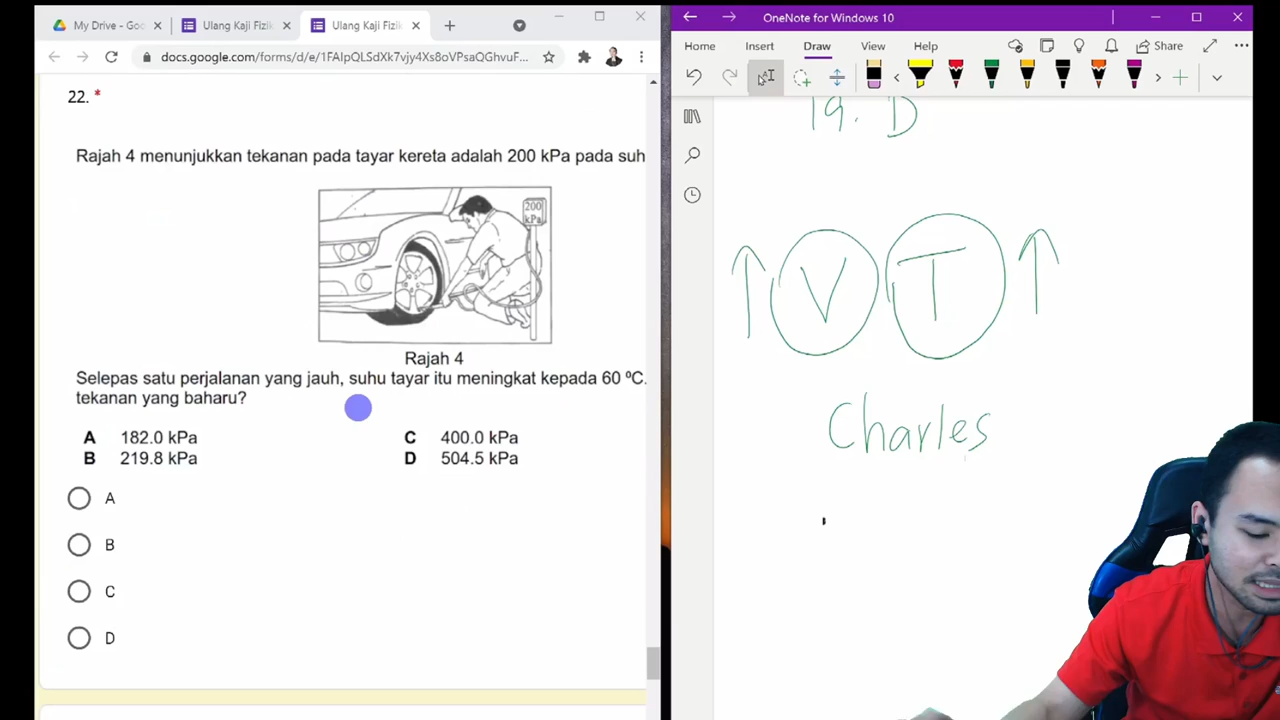 My Drive - Goo
Ulang Kaji Fizik
Ulang Kaji Fizik
docs.google.com/forms/d/e/1FAIpQLSdXk7vjy4Xs8oVPsaQGhvuF...
22. *
Rajah 4 menunjukkan tekanan pada tayar kereta adalah 200 kPa pada suh
200
kPa
Rajah 4
Selepas satu perjalanan yang jauh, suhu tayar itu meningkat kepada 60 ºC.
tekanan yang baharu?
A 182.0 kPa C 400.0 kPa
B 219.8 kPa D 504.5 kPa
A
B
C
D
OneNote for Windows 10
Home Insert Draw View Help Share
19. D
V T
Charles